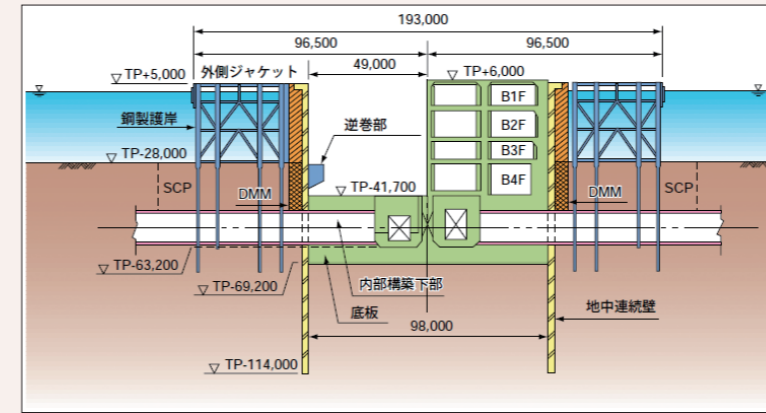 193,000
96,500
96,500
TP+5,000
外側ジャケット
49,000
TP+6,000
鋼製護岸
逆巻部
B1F
B2F
B3F
B4F
TP-28,000
SCP
DMM
TP-41,700
DMM
SCP
TP-63,200
TP-69,200
内部構築下部
底板
98,000
地中連続壁
TP-114,000